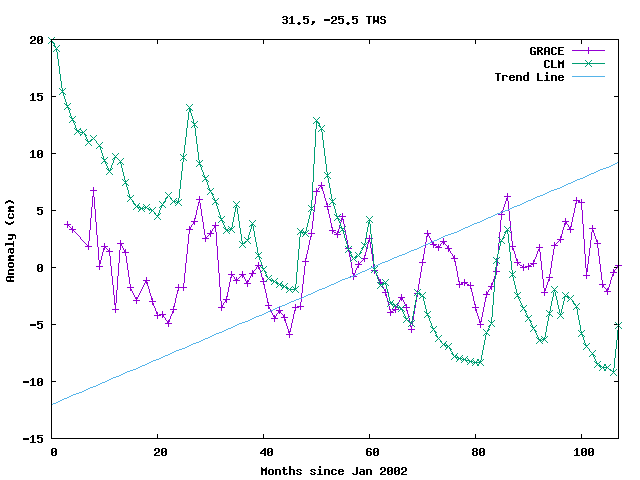 31.5, -25.5 TWS
GRACE
CLM
Trend Line
20
15
10
5
0
-5
-10
-15
Anomaly (cm)
0 20 40 60 80 100
Months since Jan 2002